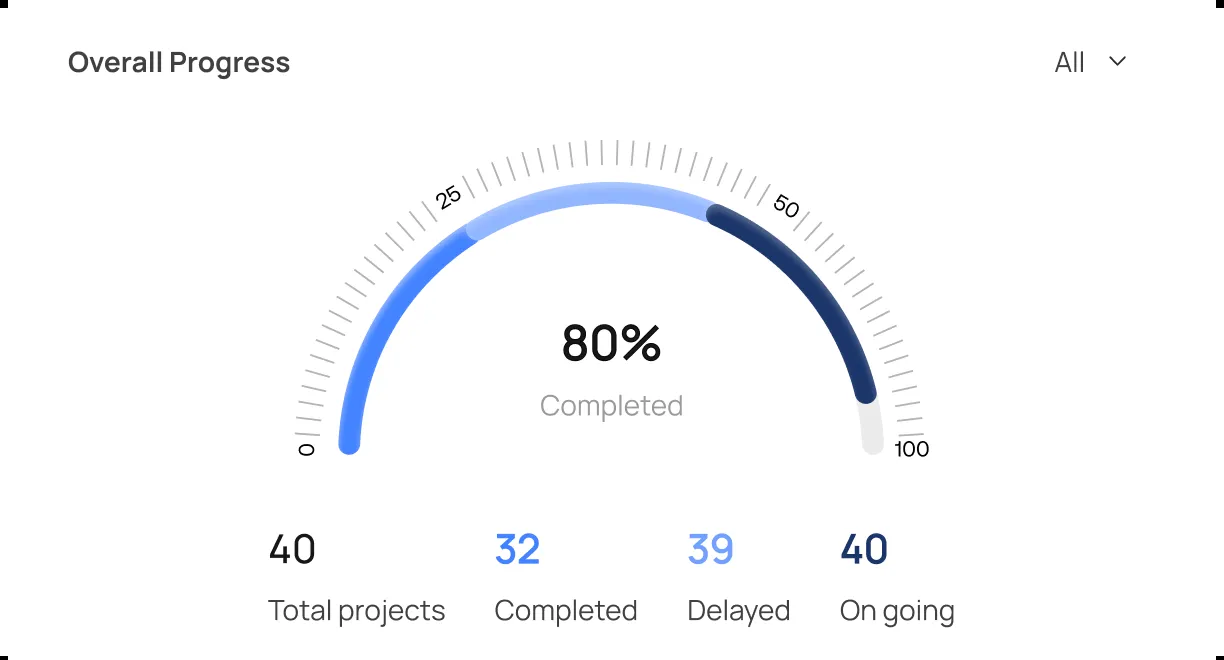 Overall Progress
All
25
50
80%
Completed
0
100
40
32
39
40
Total projects
Completed
Delayed
On going